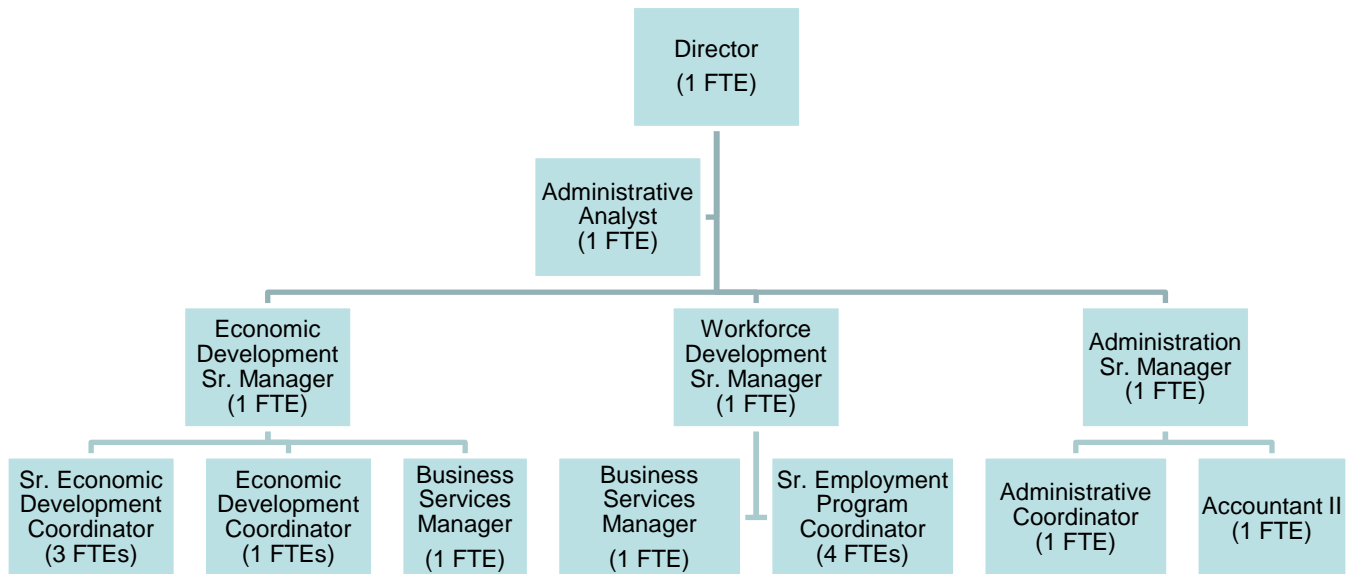 Director
(1 FTE)
Administrative
Analyst
(1 FTE)
Economic
Development
Sr. Manager
(1 FTE)
Workforce
Development
Sr. Manager
(1 FTE)
Administration
Sr. Manager
(1 FTE)
Sr. Economic
Development
Coordinator
(3 FTEs)
Economic
Development
Coordinator
(1 FTEs)
Business
Services
Manager
(1 FTE)
Business
Services
Manager
(1 FTE)
Sr. Employment
Program
Coordinator
(4 FTEs)
Administrative
Coordinator
(1 FTE)
Accountant II
(1 FTE)